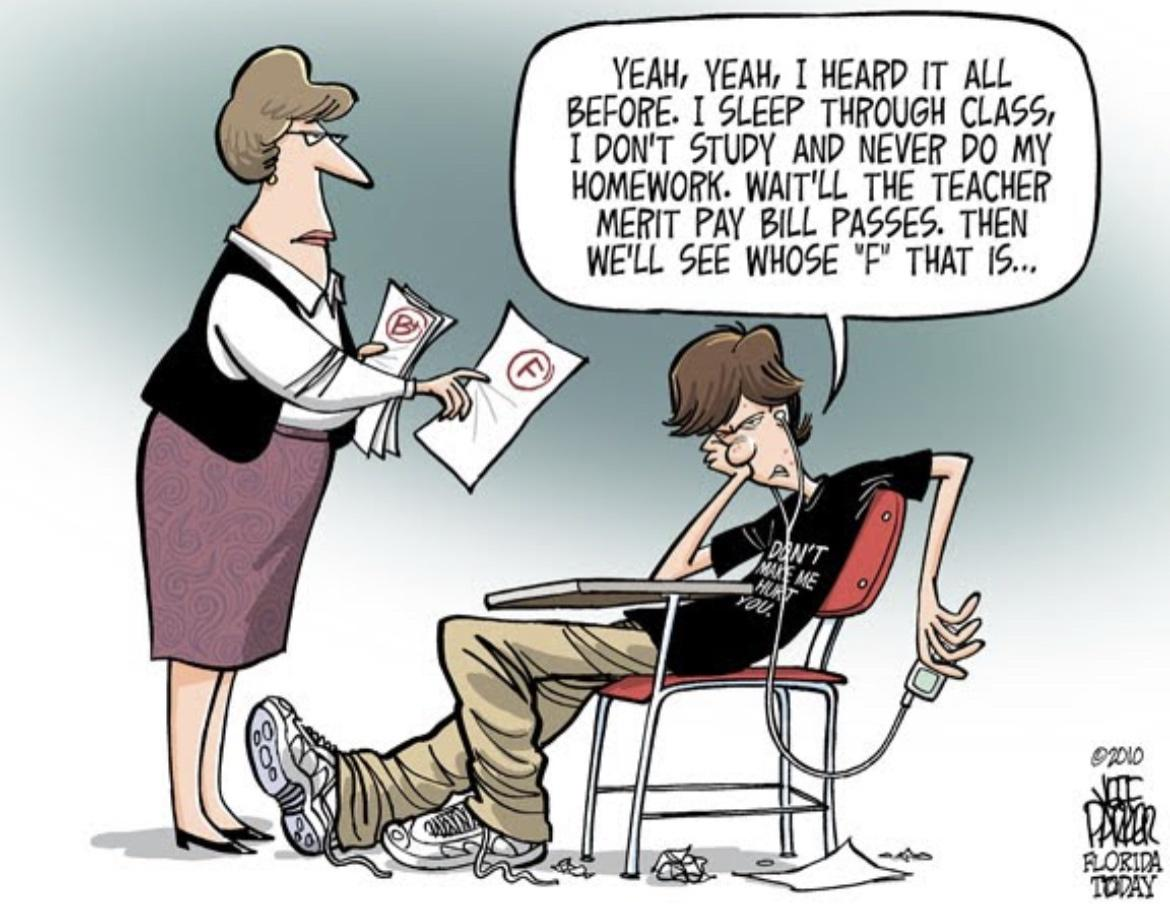 YEAH, YEAH, I HEARD IT ALL
BEFORE. I SLEEP THROUGH CLASS,
I DON'T STUDY AND NEVER DO MY
HOMEWORK. WAIT'LL THE TEACHER
MERIT PAY BILL PASSES. THEN
WE'LL SEE WHOSE "F" THAT IS...
B+
F
DON'T
MAKE ME
HURT
YOU.
©2010
JEFF
PARKER
FLORIDA
TODAY